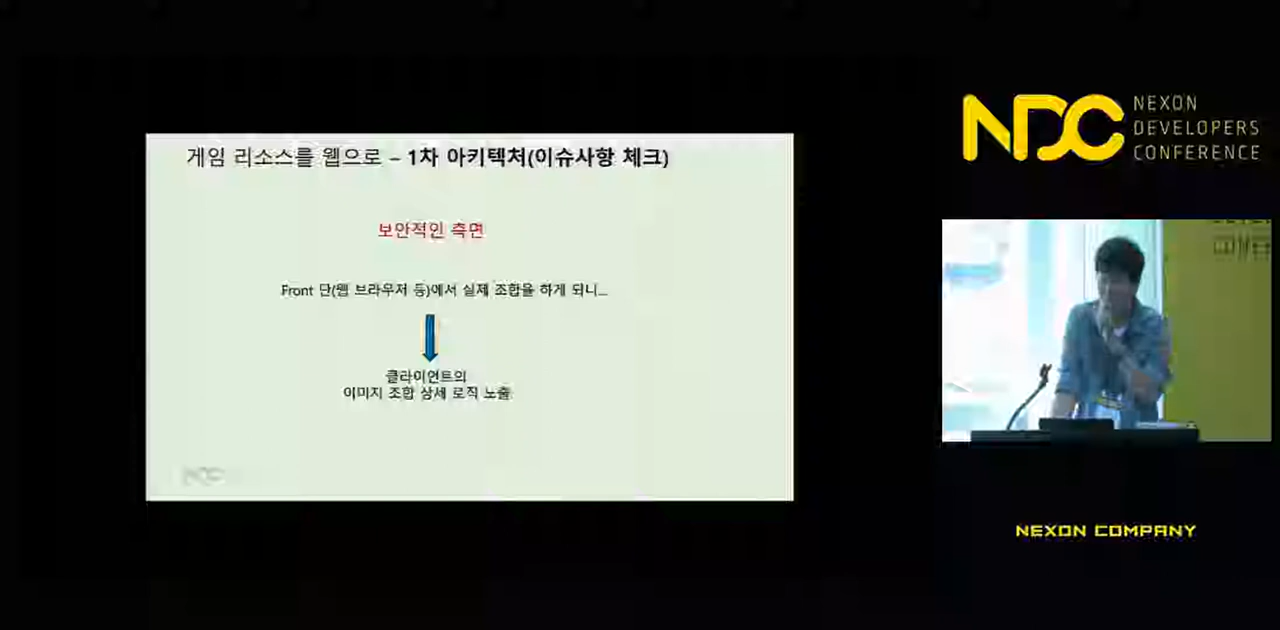 게임 리소스를 웹으로 – 1차 아키텍처(이슈사항 체크)
보안적인 측면
Front 단(웹 브라우저 등)에서 실제 조합을 하게 되니...
클라이언트의
이미지 조합 상세 로직 노출
NDC
NDC
NEXON
DEVELOPERS
CONFERENCE
NEXON COMPANY